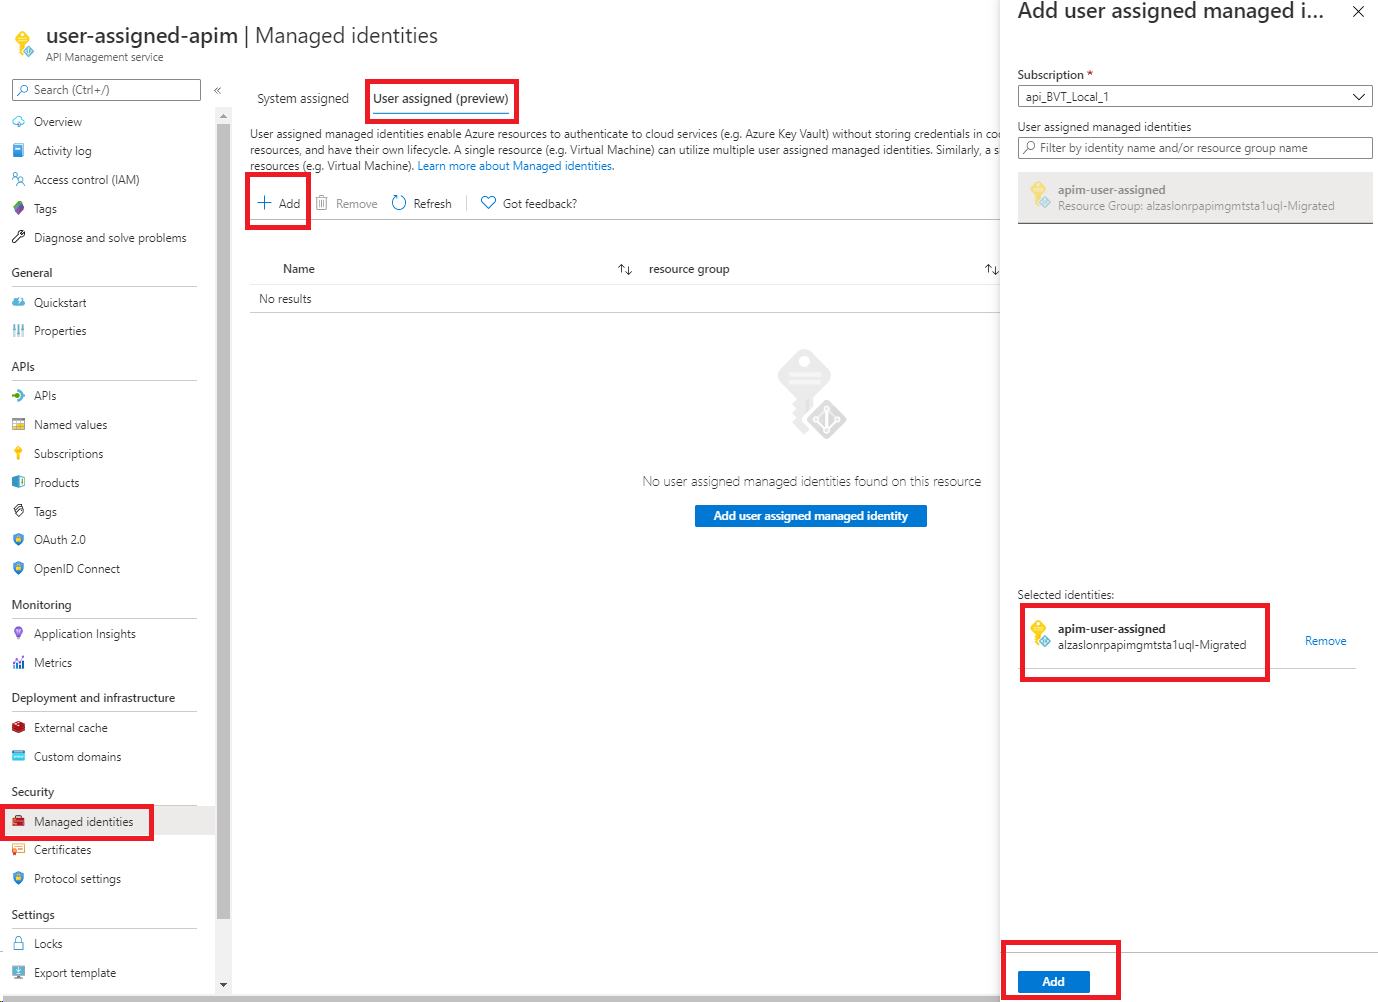 user-assigned-apim | Managed identities
API Management service
Search (Ctrl+/)
«
Overview
Activity log
Access control (IAM)
Tags
Diagnose and solve problems
General
Quickstart
Properties
APIs
APIs
Named values
Subscriptions
Products
Tags
OAuth 2.0
OpenID Connect
Monitoring
Application Insights
Metrics
Deployment and infrastructure
External cache
Custom domains
Security
Managed identities
Certificates
Protocol settings
Settings
Locks
Export template
System assigned
User assigned (preview)
User assigned managed identities enable Azure resources to authenticate to cloud services (e.g. Azure Key Vault) without storing credentials in
resources, and have their own lifecycle. A single resource (e.g. Virtual Machine) can utilize multiple user assigned managed identities. Similarly, a
resources (e.g. Virtual Machine). Learn more about Managed identities.
Add
Remove
Refresh
Got feedback?
Name
resource group
No results
No user assigned managed identities found on this resource
Add user assigned managed identity
Add user assigned managed i...
Subscription *
api_BVT_Local_1
User assigned managed identities
Filter by identity name and/or resource group name
apim-user-assigned
Resource Group: alzaslonrpapimgmtsta1uql-Migrated
Selected identities:
apim-user-assigned
alzaslonrpapimgmtsta1uql-Migrated
Remove
Add